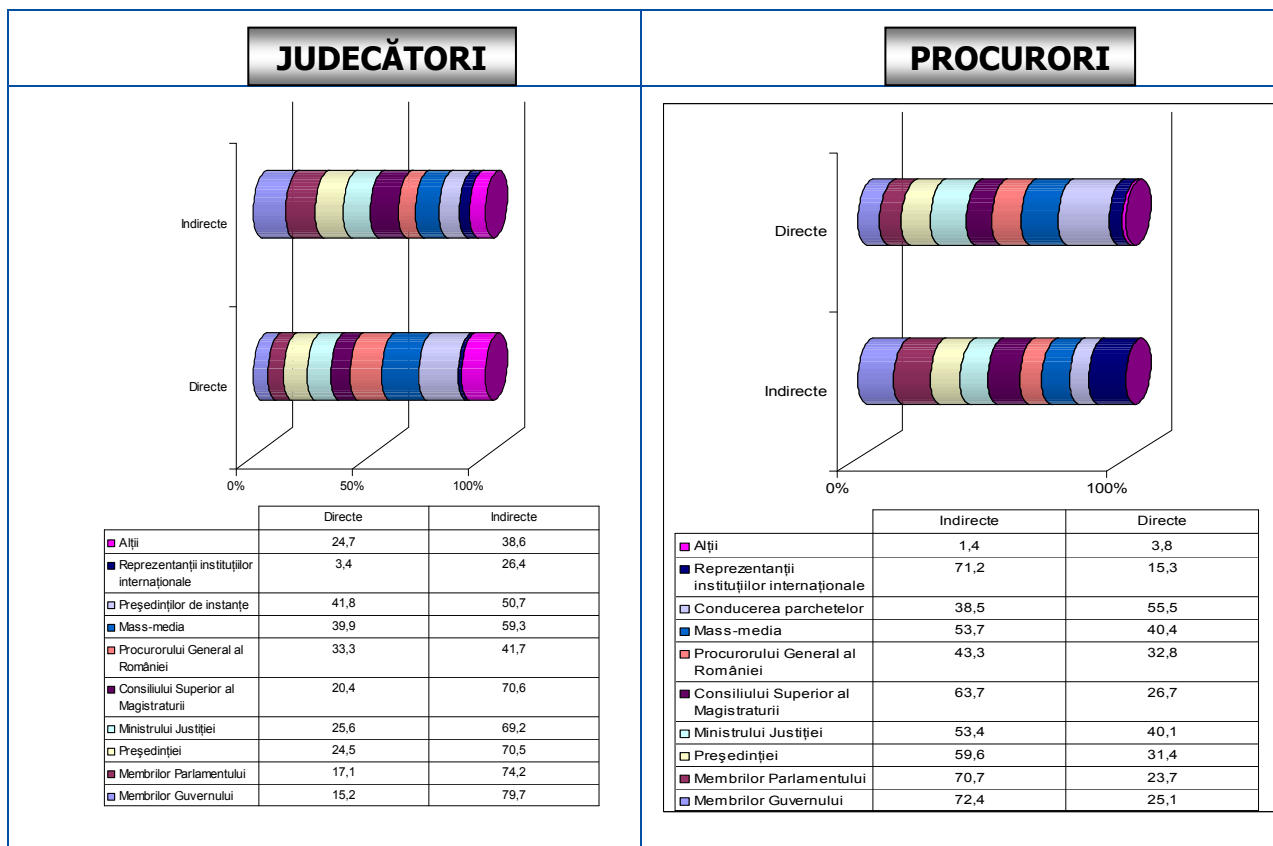 JUDECĂTORI
Indirecte
Directe
0% 50% 100%
Directe Indirecte
Alții 24,7 38,6
Reprezentanții instituțiilor
internaționale 3,4 26,4
Președinților de instanțe 41,8 50,7
Mass-media 39,9 59,3
Procurorului General al
României 33,3 41,7
Consiliului Superior al
Magistraturii 20,4 70,6
Ministrului Justiției 25,6 69,2
Preşedinției 24,5 70,5
Membrilor Parlamentului 17,1 74,2
Membrilor Guvernului 15,2 79,7
PROCURORI
Directe
Indirecte
0% 100%
Indirecte Directe
Alții 1,4 3,8
Reprezentanții
instituțiilor internaționale 71,2 15,3
Conducerea parchetelor 38,5 55,5
Mass-media 53,7 40,4
Procurorului General al
României 43,3 32,8
Consiliului Superior al
Magistraturii 63,7 26,7
Ministrului Justiției 53,4 40,1
Preşedinției 59,6 31,4
Membrilor Parlamentului 70,7 23,7
Membrilor Guvernului 72,4 25,1